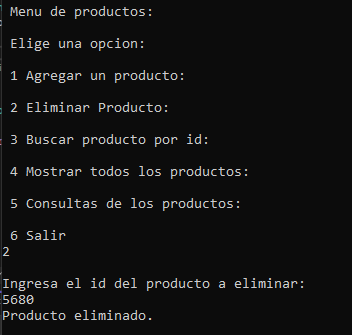 Menu de productos:
Elige una opcion:
1 Agregar un producto:
2 Eliminar Producto:
3 Buscar producto por id:
4 Mostrar todos los productos:
5 Consultas de los productos:
6 Salir
2
Ingresa el id del producto a eliminar:
5680
Producto eliminado.